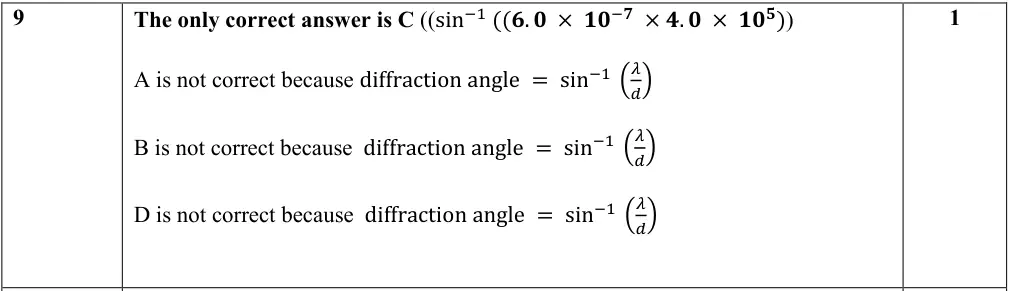 9 The only correct answer is C ((sin⁻¹ ((6.0 × 10⁻⁷ × 4.0 × 10⁵)) 1
A is not correct because diffraction angle = sin⁻¹ (λ/d)
B is not correct because diffraction angle = sin⁻¹ (λ/d)
D is not correct because diffraction angle = sin⁻¹ (λ/d)